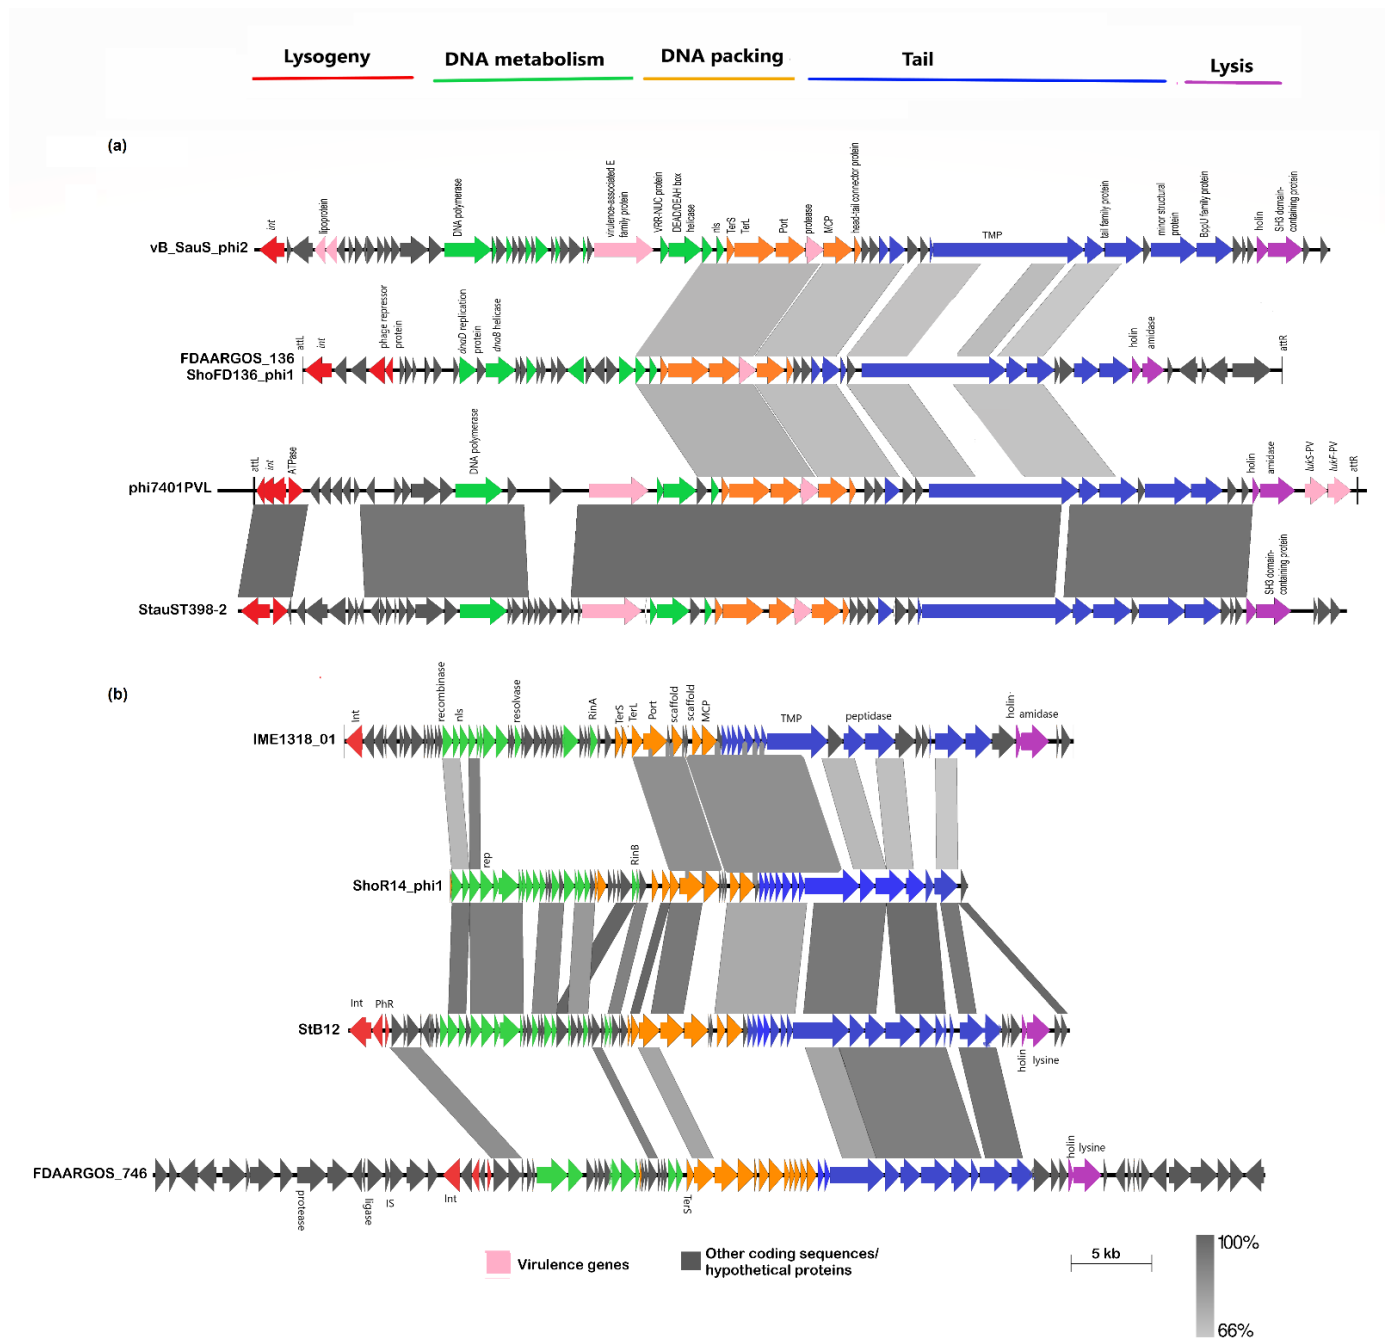 Lysogeny
DNA metabolism
DNA packing
Tail
Lysis
(a)
int
lipoprotein
DNA polymerase
virulence-associated E
family protein
VRR-NUC protein
DEAD/DEAH box
helicase
nls
TerS
TerL
Port
protease
MCP
head-tail connector protein
TMP
tail family protein
minor structural
protein
BppU family protein
holin
SH3 domain-
containing protein
vB_SauS_phi2
attL
int
phage repressor
protein
dnaD replication
protein
dnaB helicase
holin
amidase
attR
FDAARGOS_136
ShoFD136_phi1
attL
int
ATPase
DNA polymerase
holin
amidase
lukS-PV
lukF-PV
attR
phi7401PVL
SH3 domain-
containing protein
StauST398-2
(b)
Int
recombinase
nls
resolvase
RinA
TerS
TerL
Port
scaffold
scaffold
MCP
TMP
peptidase
holin
amidase
IME1318_01
rep
RinB
ShoR14_phi1
Int
PhR
StB12
holin
lysine
FDAARGOS_746
protease
ligase
IS
Int
TerS
holin
lysine
Virulence genes
Other coding sequences/
hypothetical proteins
5 kb
100%
66%